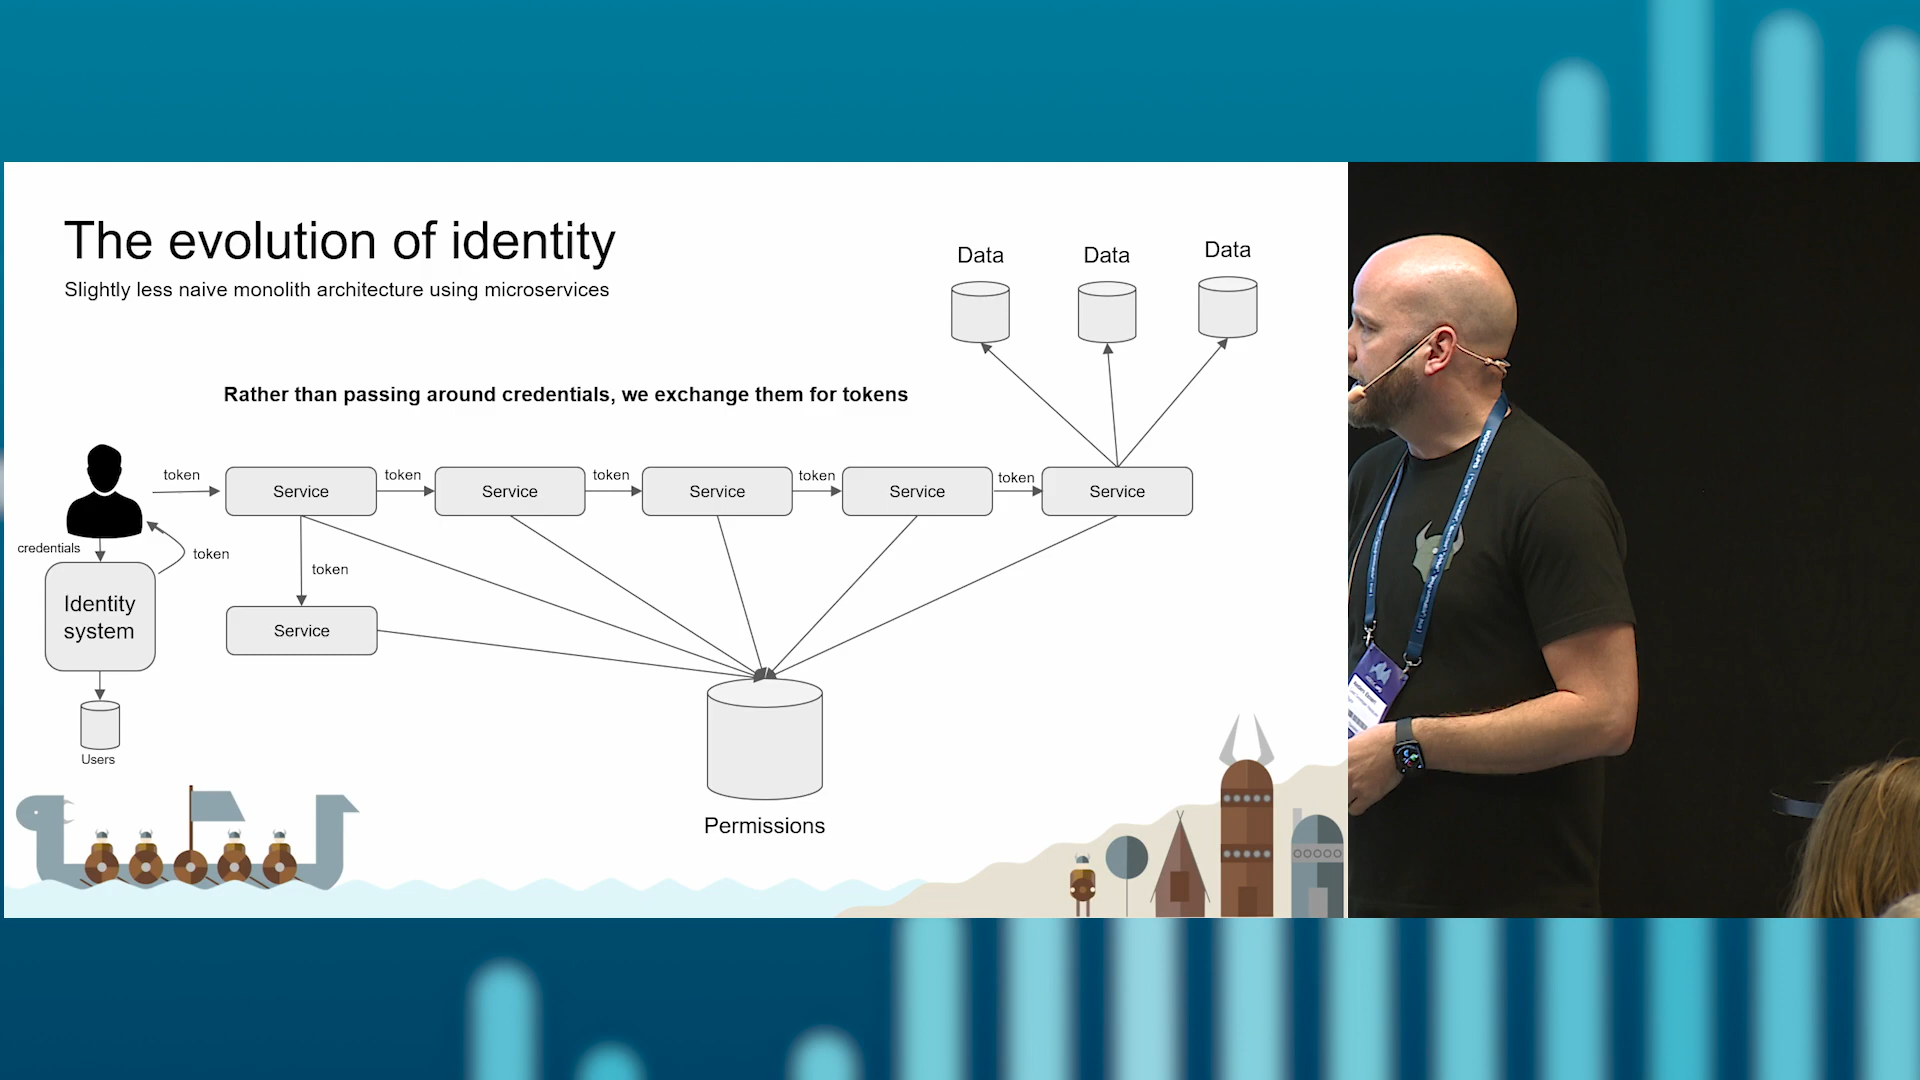 The evolution of identity
Slightly less naive monolith architecture using microservices
Data
Data
Data
Rather than passing around credentials, we exchange them for tokens
token
token
token
token
token
Service
Service
Service
Service
Service
credentials
token
token
Identity
system
Service
Users
Permissions